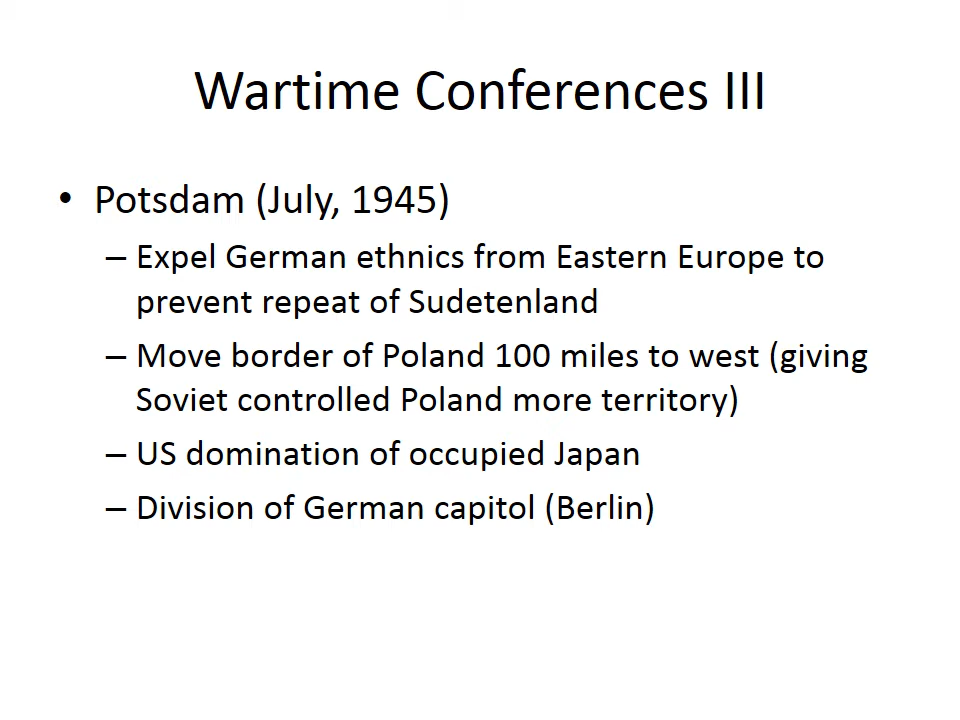 Wartime Conferences III
• Potsdam (July, 1945)
– Expel German ethnics from Eastern Europe to
prevent repeat of Sudetenland
– Move border of Poland 100 miles to west (giving
Soviet controlled Poland more territory)
– US domination of occupied Japan
– Division of German capitol (Berlin)